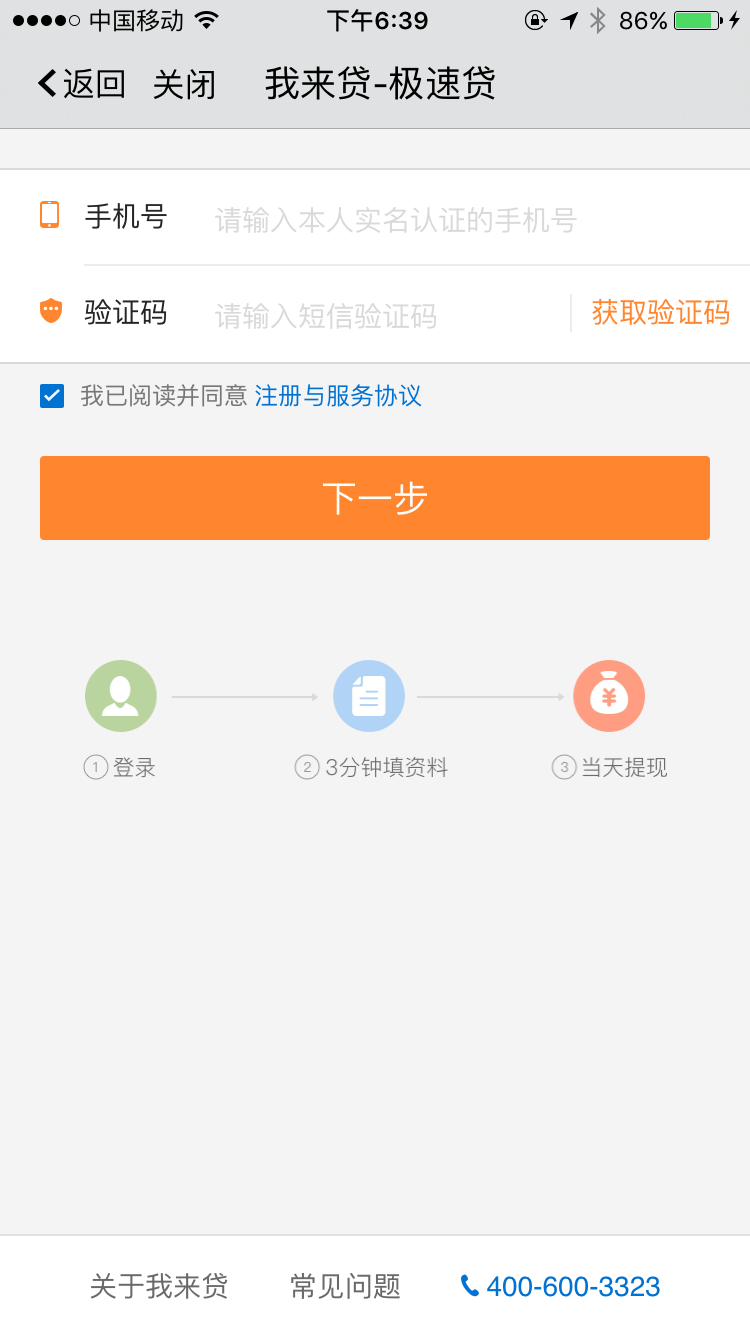 中国移动 下午6:39 86%
返回 关闭 我来贷-极速贷
手机号 请输入本人实名认证的手机号
验证码 请输入短信验证码 获取验证码
我已阅读并同意 注册与服务协议
下一步
¥
①登录 ②3分钟填资料 ③当天提现
关于我来贷 常见问题 400-600-3323